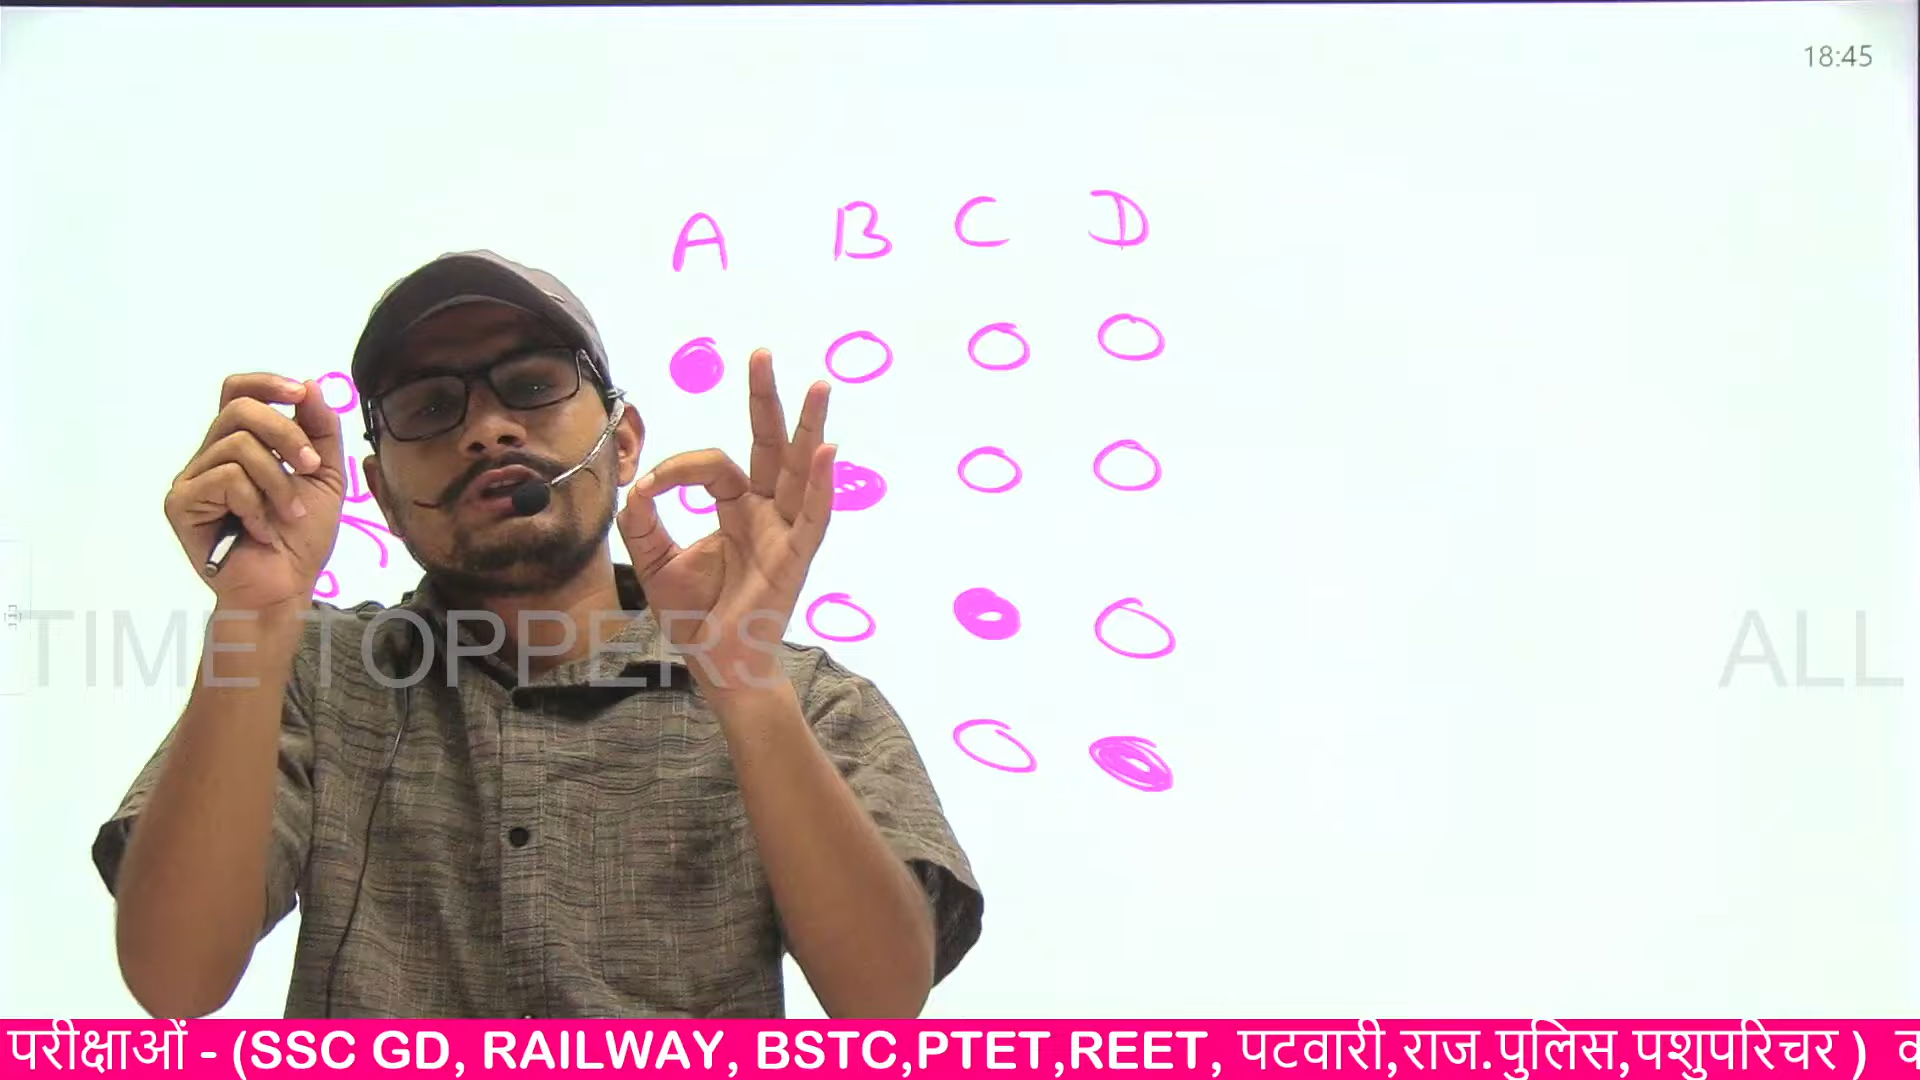 18:45
A B C D
TIME TOPPERS ALL
परीक्षाओं - (SSC GD, RAILWAY, BSTC,PTET,REET, पटवारी,राज.पुलिस,पशुपरिचर )